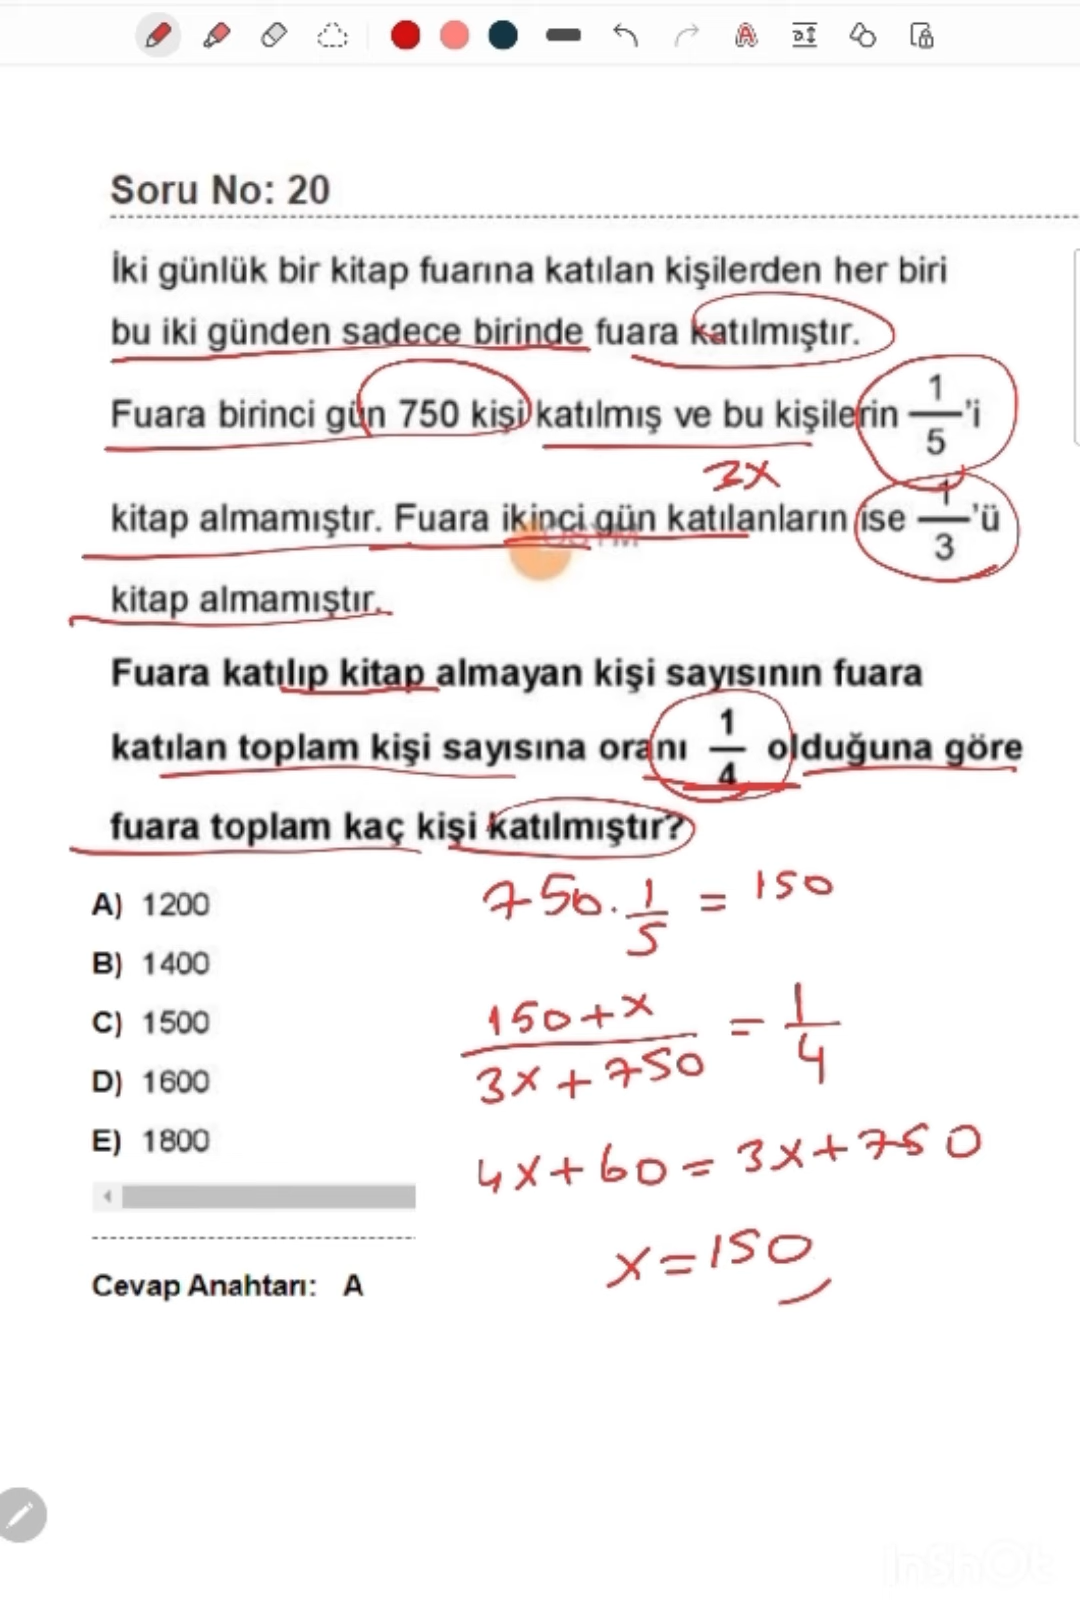 Soru No: 20
İki günlük bir kitap fuarına katılan kişilerden her biri
bu iki günden sadece birinde fuara katılmıştır.
Fuara birinci gün 750 kişi katılmış ve bu kişilerin 1/5 'i
3x
kitap almamıştır. Fuara ikinci gün katılanların ise 1/3 'ü
kitap almamıştır.
Fuara katılıp kitap almayan kişi sayısının fuara
katılan toplam kişi sayısına oranı 1/4 olduğuna göre
fuara toplam kaç kişi katılmıştır?
A) 1200
B) 1400
C) 1500
D) 1600
E) 1800
Cevap Anahtarı: A
750 . 1/5 = 150
150+x / 3x+750 = 1/4
4x+60 = 3x+750
x=150
InShOt